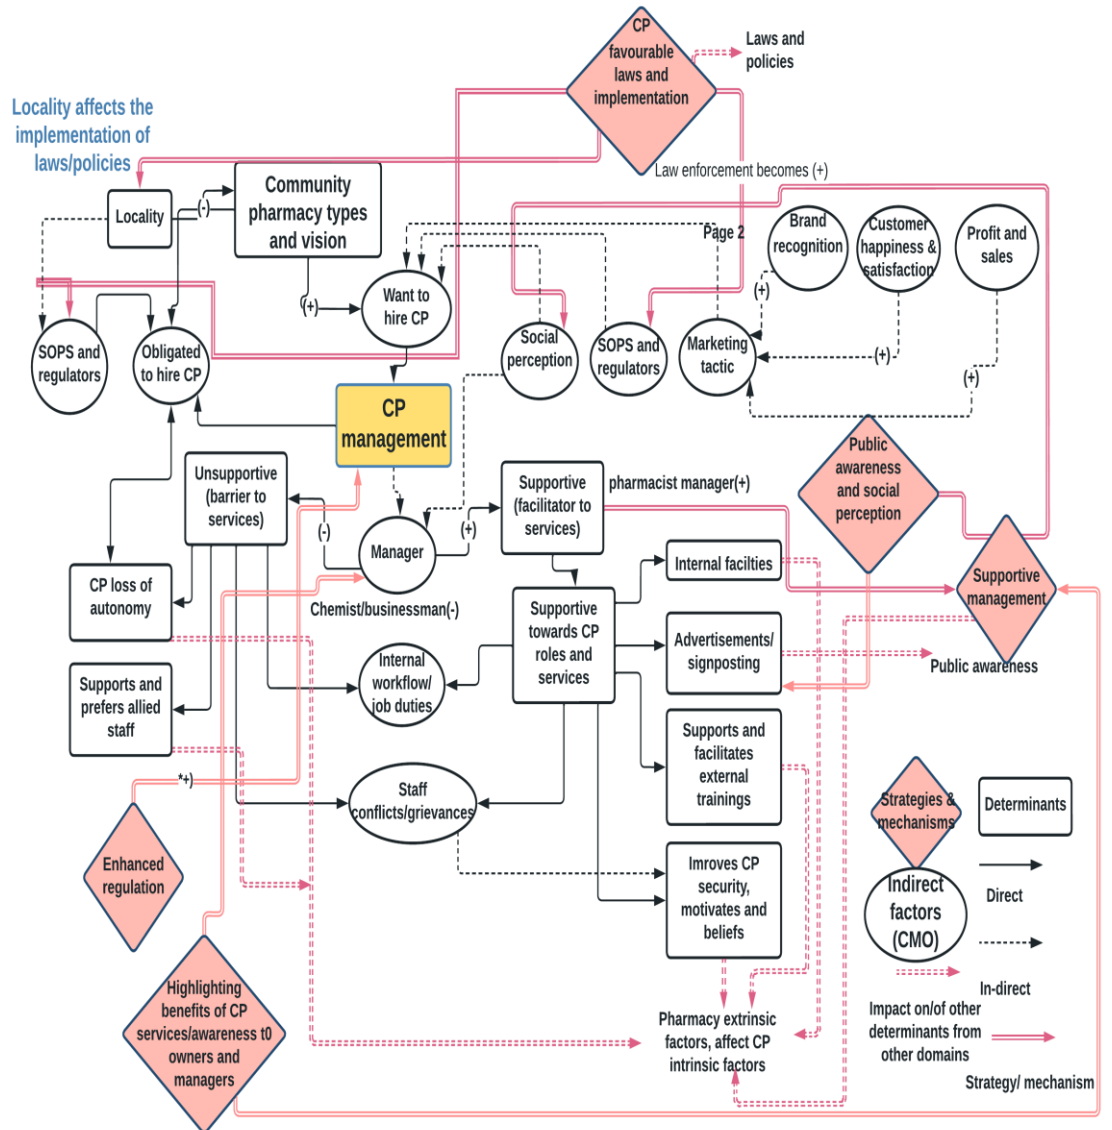 CP
favourable
laws and
implementation
Laws and
policies
Locality affects the
implementation of
laws/policies
Law enforcement becomes (+)
Locality
(-)
Community
pharmacy types
and vision
Page 2
Brand
recognition
Customer
happiness &
satisfaction
Profit and
sales
(+)
Want to
hire CP
(+)
SOPS and
regulators
Obligated
to hire CP
Social
perception
SOPS and
regulators
Marketing
tactic
(+)
(+)
CP
management
Public
awareness
and social
perception
Unsupportive
(barrier to
services)
Supportive
(facilitator to
services)
pharmacist manager(+)
(-)
(+)
Manager
Internal facilties
Supportive
management
CP loss of
autonomy
Chemist/businessman(-)
Supportive
towards CP
roles and
services
Advertisements/
signposting
Public awareness
Internal
workflow/
job duties
Supports and
prefers allied
staff
Supports and
facilitates
external
trainings
*+)
Staff
conflicts/grievances
Strategies &
mechanisms
Determinants
Enhanced
regulation
Imroves CP
security,
motivates and
beliefs
Indirect
factors
(CMO)
Direct
In-direct
Highlighting
benefits of CP
services/awareness t0
owners and
managers
Pharmacy extrinsic
factors, affect CP
intrinsic factors
Impact on/of other
determinants from
other domains
Strategy/ mechanism